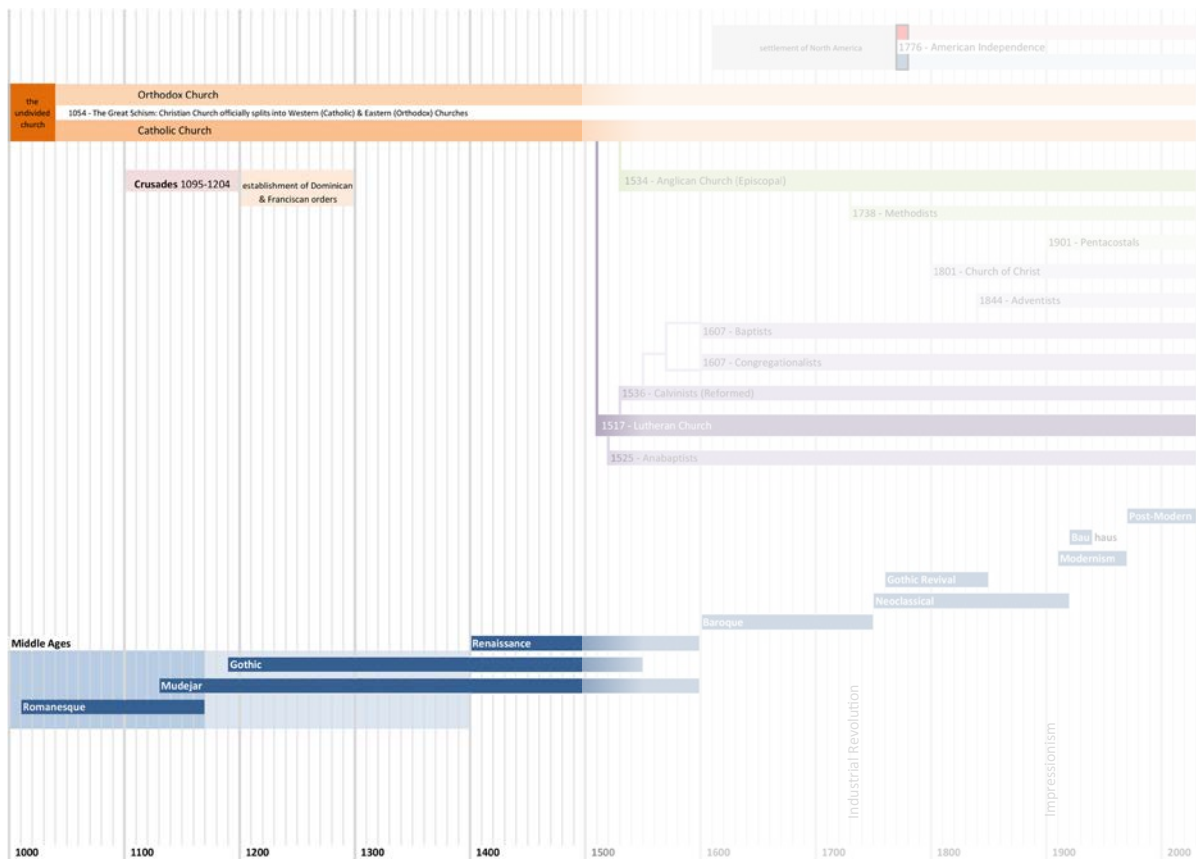 settlement of North America
1776 - American Independence
the
undivided
church
Orthodox Church
1054 - The Great Schism: Christian Church officially splits into Western (Catholic) & Eastern (Orthodox) Churches
Catholic Church
Crusades 1095-1204
establishment of Dominican
& Franciscan orders
1534 - Anglican Church (Episcopal)
1738 - Methodists
1901 - Pentacostals
1801 - Church of Christ
1844 - Adventists
1607 - Baptists
1607 - Congregationalists
1536 - Calvinists (Reformed)
1517 - Lutheran Church
1525 - Anabaptists
Post-Modern
Bau haus
Modernism
Gothic Revival
Neoclassical
Baroque
Middle Ages
Renaissance
Gothic
Mudejar
Romanesque
Industrial Revolution
Impressionism
1000 1100 1200 1300 1400 1500 1600 1700 1800 1900 2000